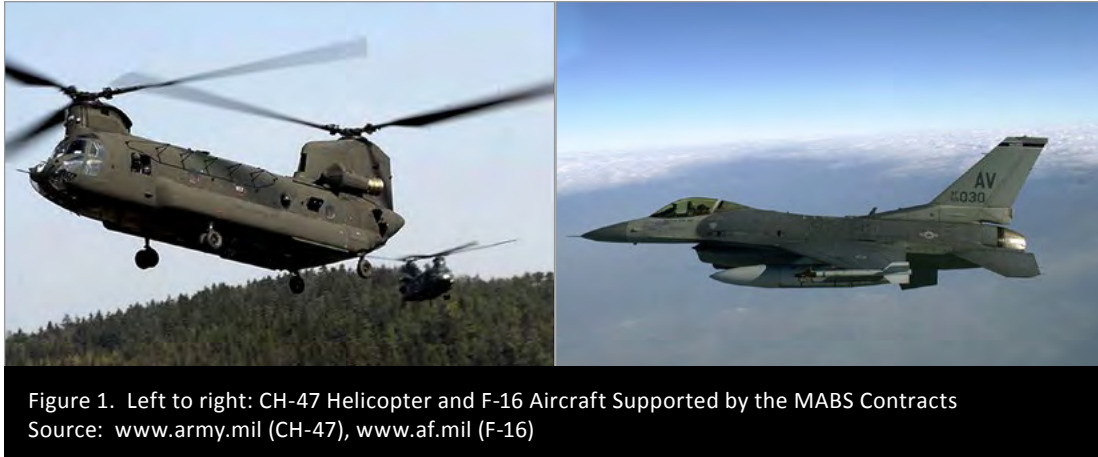 AV
030
Figure 1. Left to right: CH-47 Helicopter and F-16 Aircraft Supported by the MABS Contracts
Source: www.army.mil (CH-47), www.af.mil (F-16)